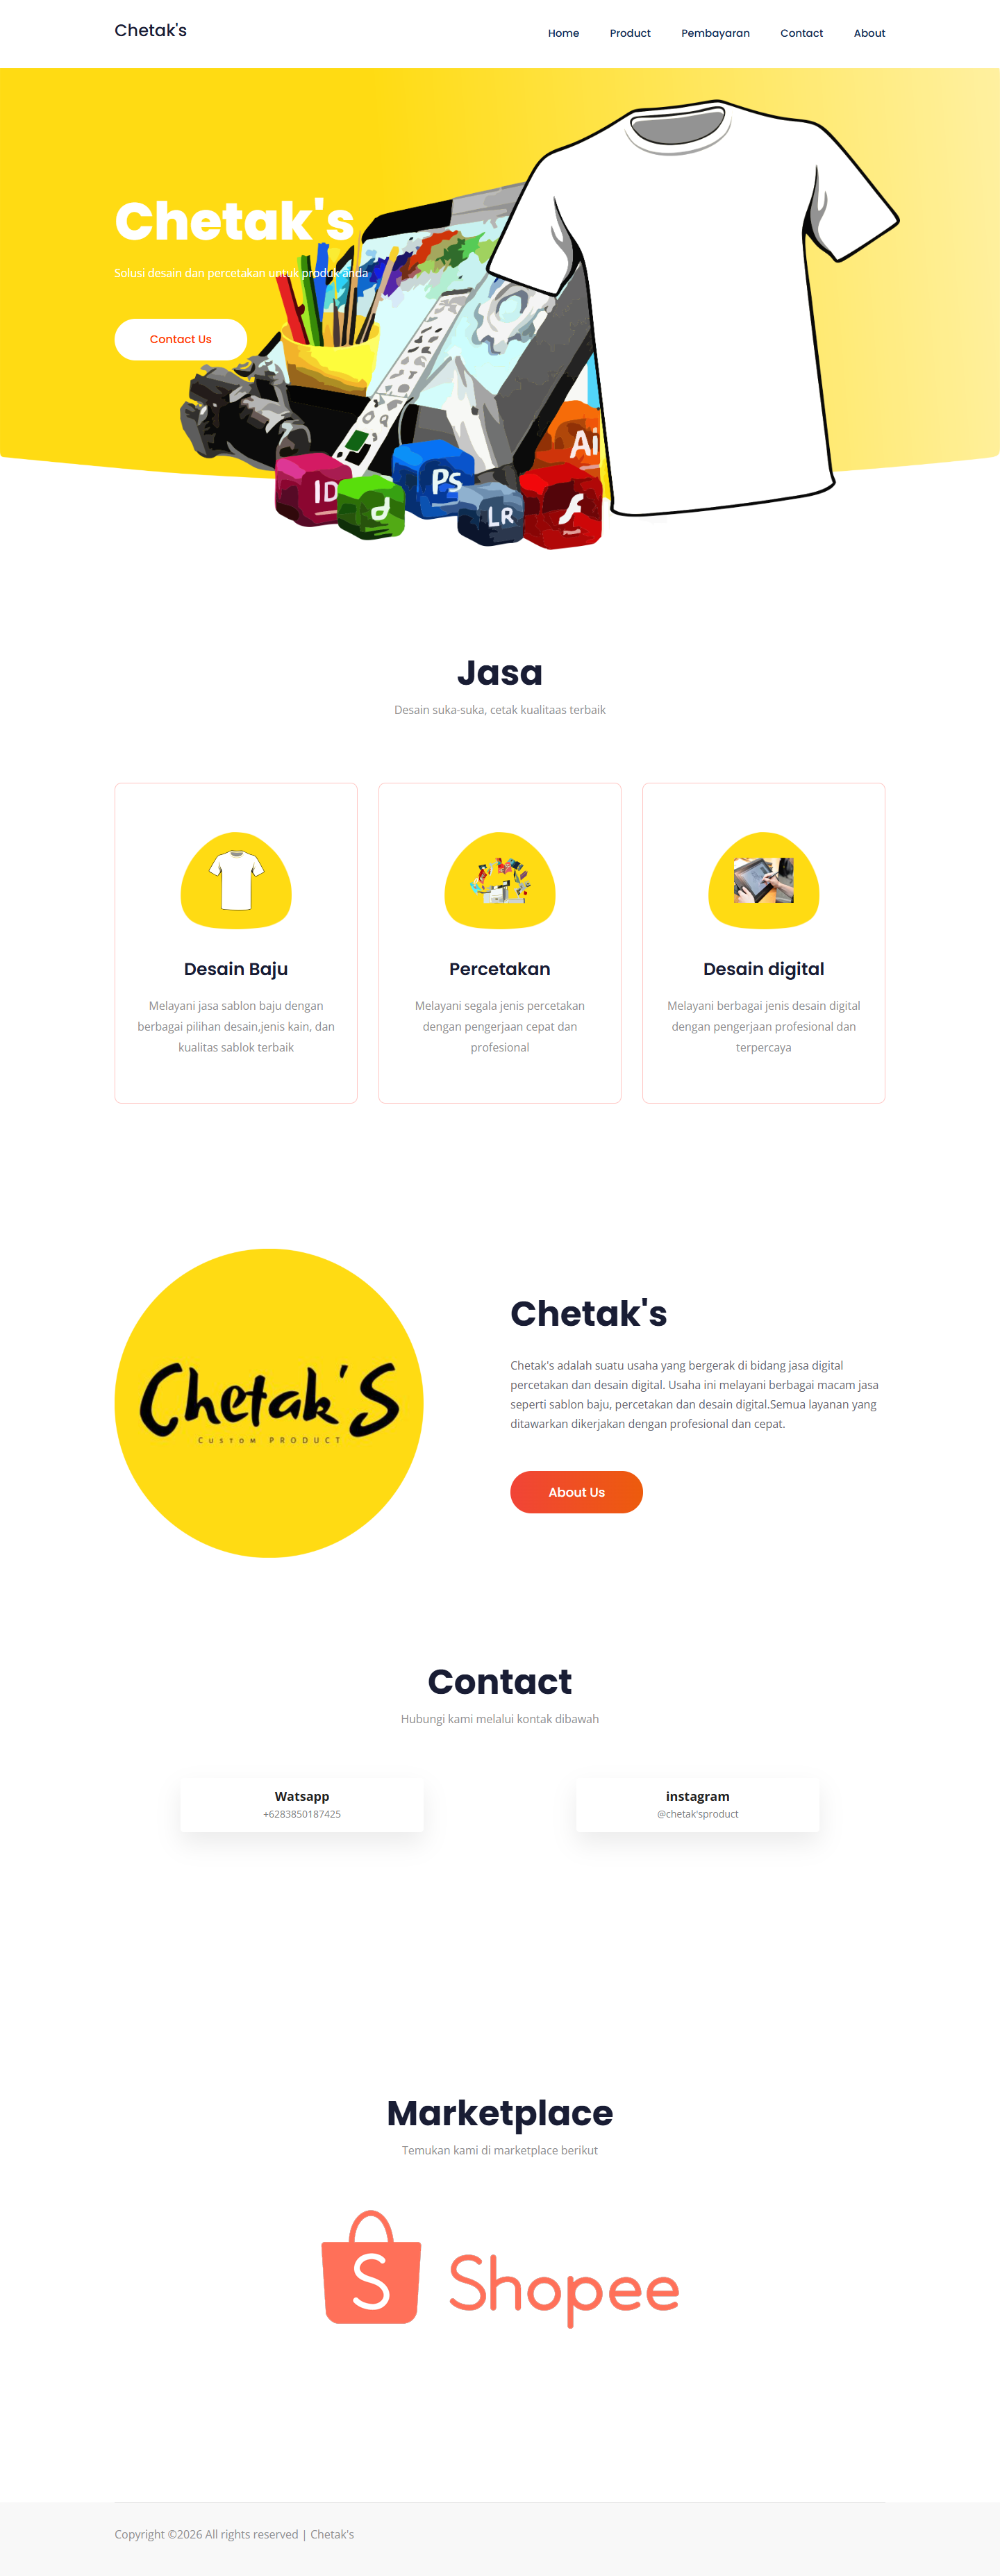 Chetak's
Home
Product
Pembayaran
Contact
About
Chetak's
Solusi desain dan percetakan untuk produk anda
Contact Us
ID
d
Ps
LR
Ai
f
Jasa
Desain suka-suka, cetak kualitaas terbaik
Desain Baju
Melayani jasa sablon baju dengan
berbagai pilihan desain,jenis kain, dan
kualitas sablok terbaik
Percetakan
Melayani segala jenis percetakan
dengan pengerjaan cepat dan
profesional
Desain digital
Melayani berbagai jenis desain digital
dengan pengerjaan profesional dan
terpercaya
Chetak'S
CUSTOM PRODUCT
Chetak's
Chetak's adalah suatu usaha yang bergerak di bidang jasa digital
percetakan dan desain digital. Usaha ini melayani berbagai macam jasa
seperti sablon baju, percetakan dan desain digital.Semua layanan yang
ditawarkan dikerjakan dengan profesional dan cepat.
About Us
Contact
Hubungi kami melalui kontak dibawah
Watsapp
+6283850187425
instagram
@chetak'sproduct
Marketplace
Temukan kami di marketplace berikut
S
Shopee
Copyright ©2026 All rights reserved | Chetak's